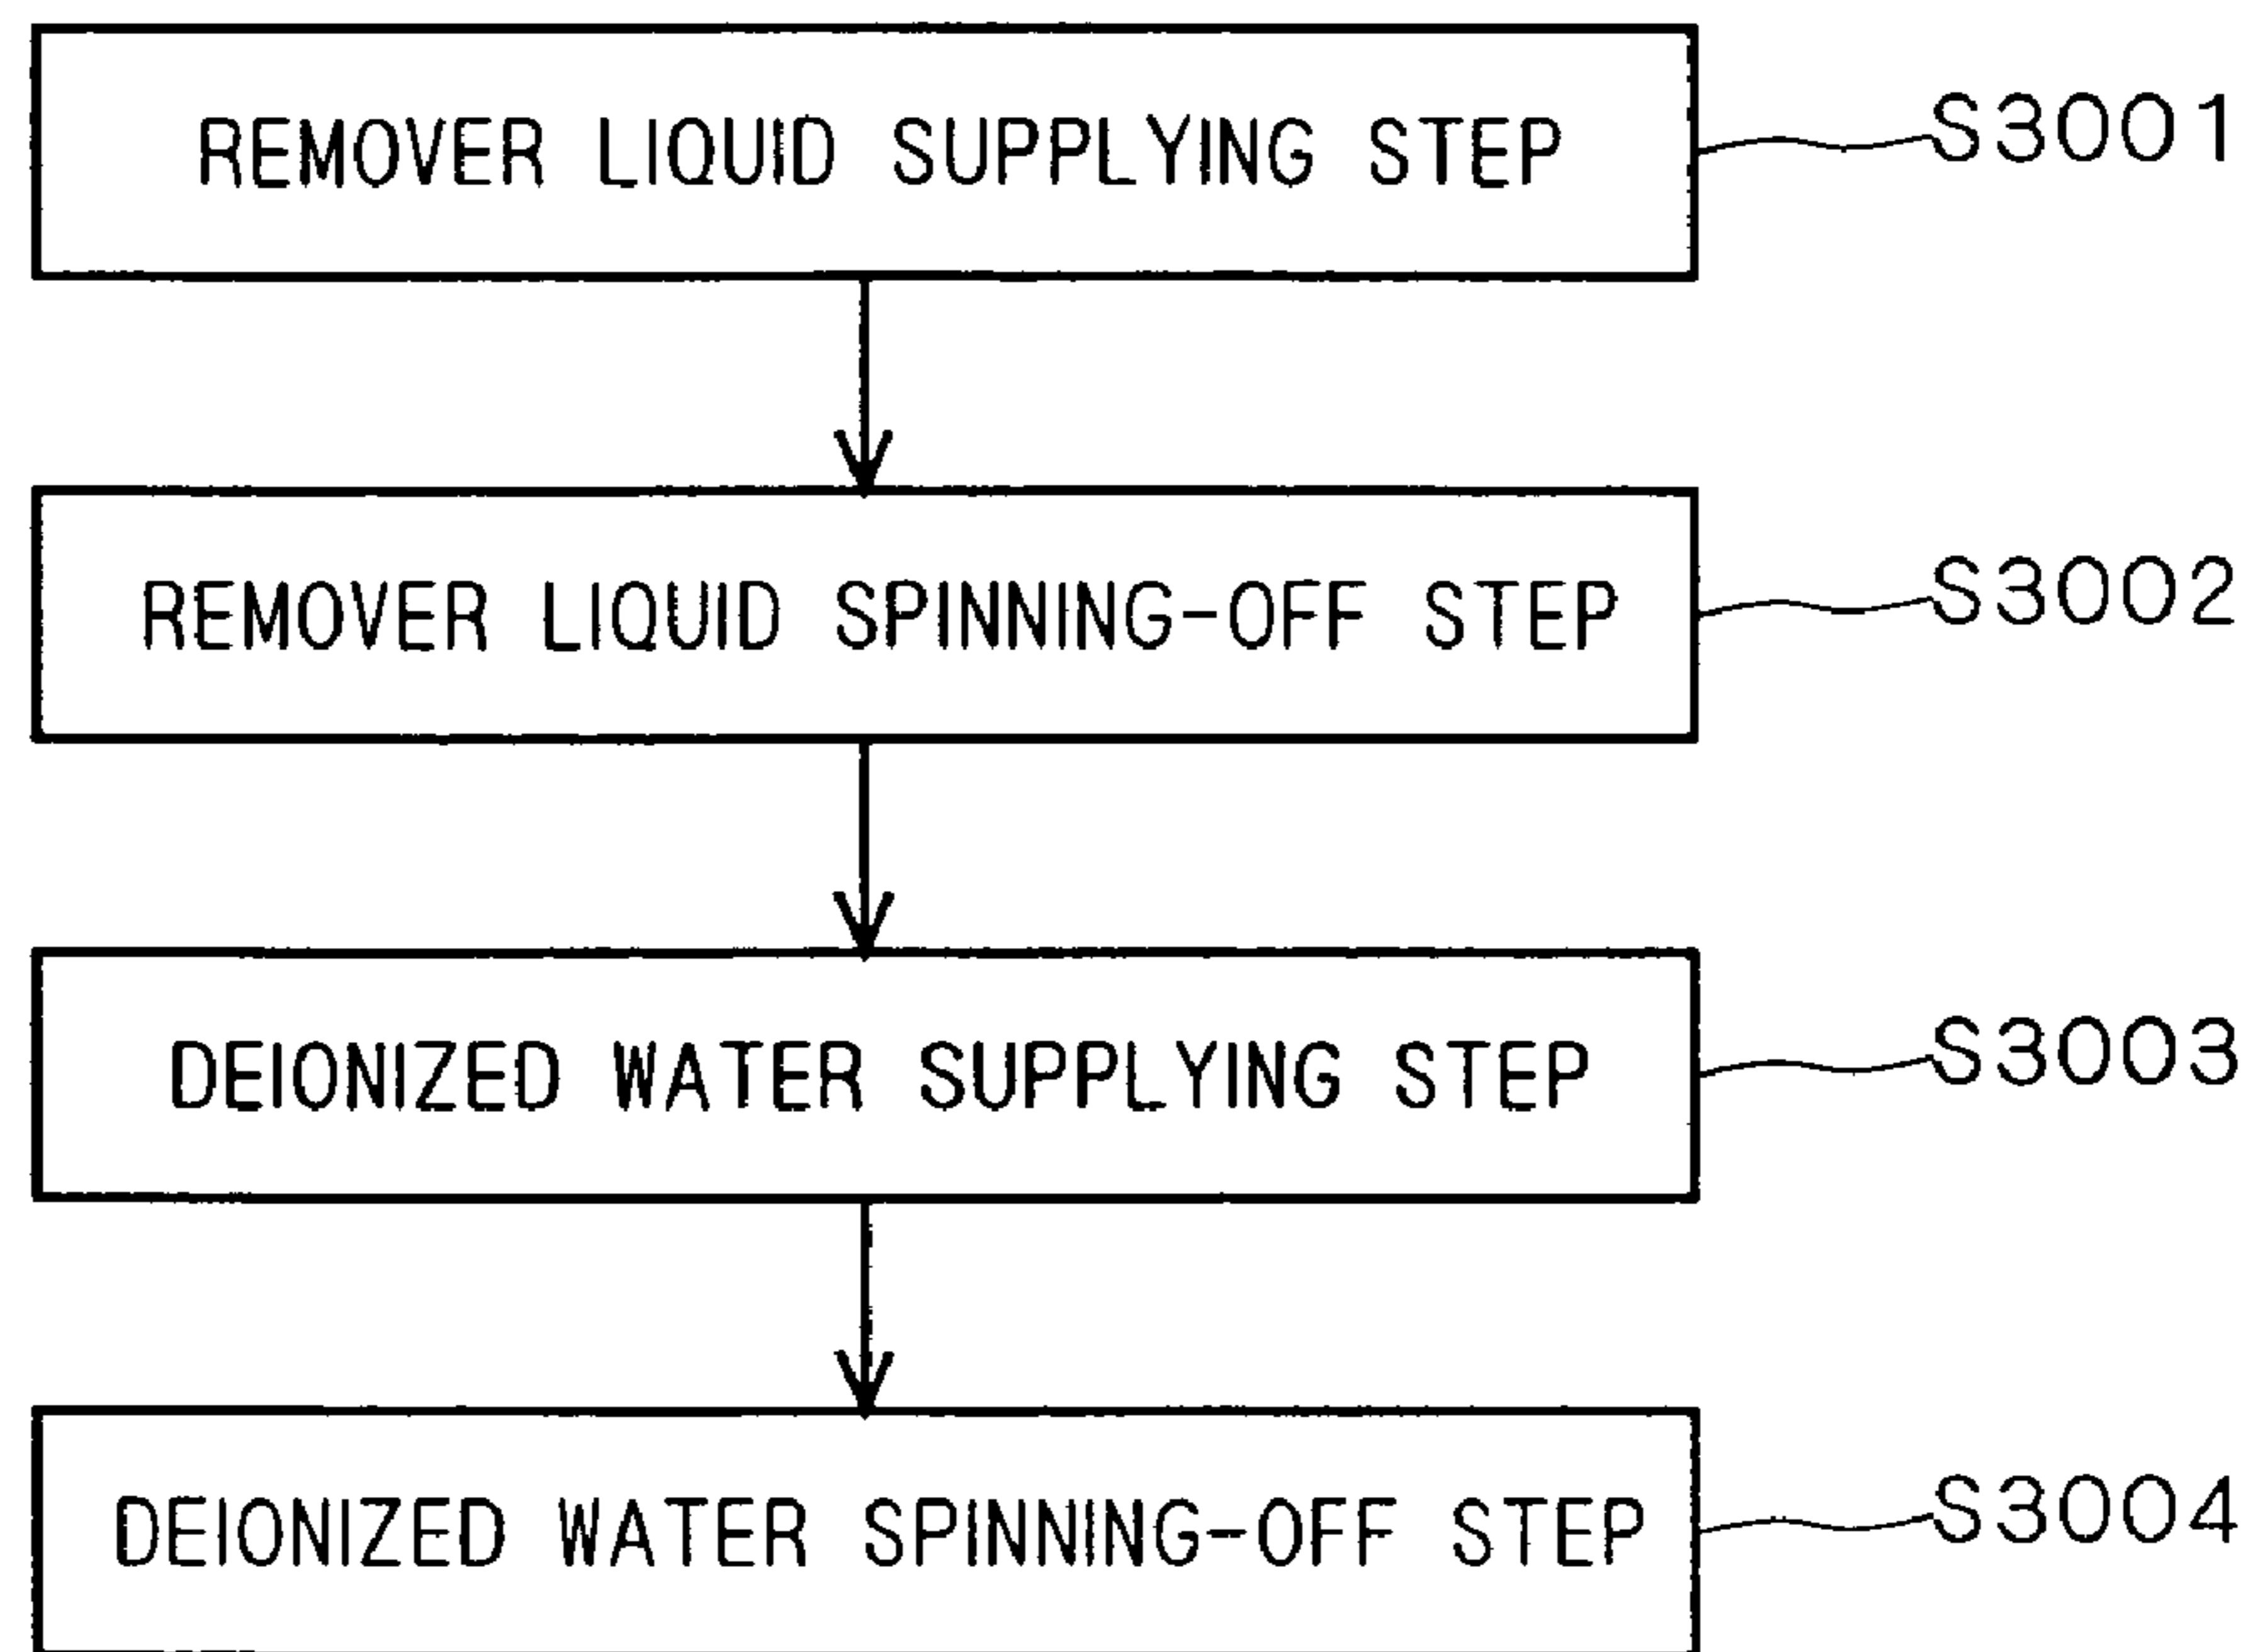 REMOVER LIQUID SUPPLYING STEP S3001
REMOVER LIQUID SPINNING-OFF STEP S3002
DEIONIZED WATER SUPPLYING STEP S3003
DEIONIZED WATER SPINNING-OFF STEP S3004